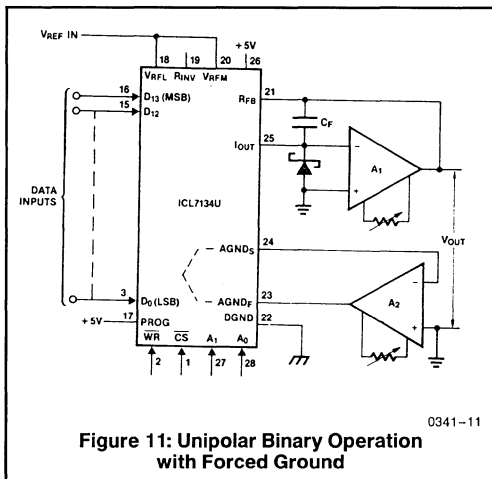 VREF IN
18 19 20 +5V 26
VRFL RINV VRFM
16 D13 (MSB)
15 D12
RFB 21
CF
IOUT 25
−
A1
+
DATA
INPUTS
ICL7134U
VOUT
AGNDS 24
−
3 D0 (LSB)
AGNDF 23
A2
+5V 17 PROG
DGND 22
+
WR CS A1 A0
2 1 27 28
0341–11
Figure 11: Unipolar Binary Operation
with Forced Ground